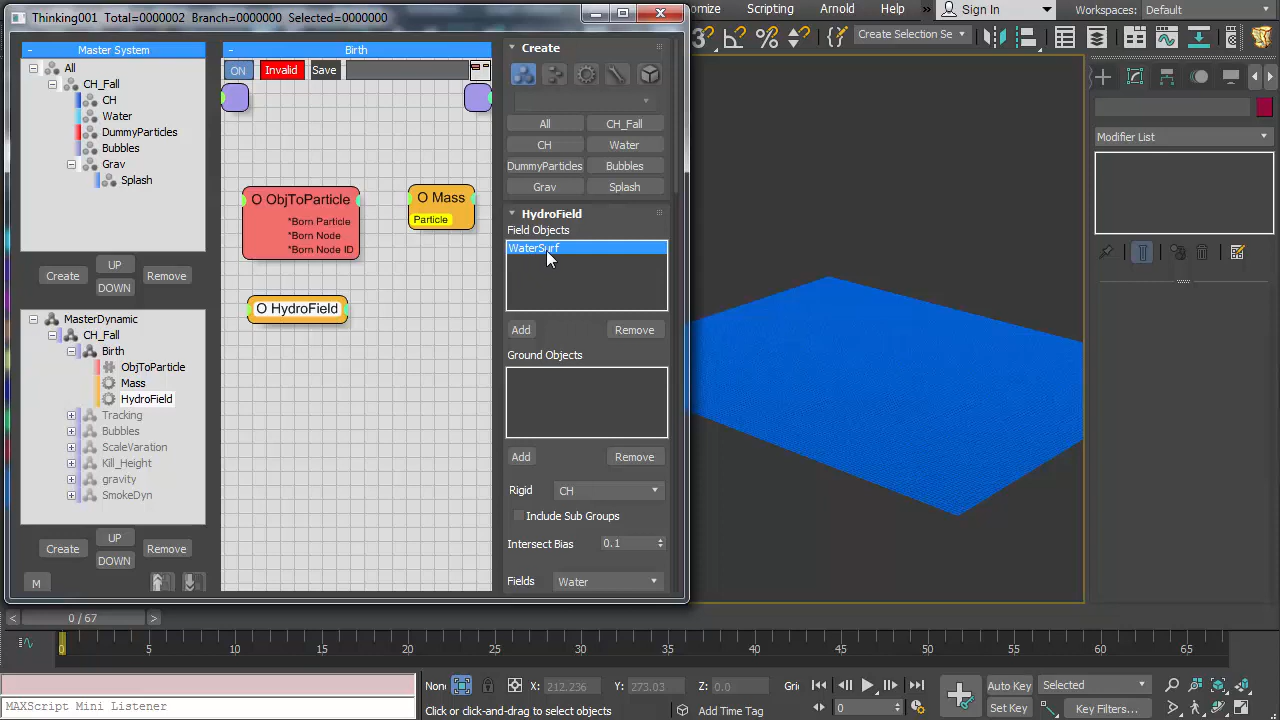 Thinking001 Total=0000002 Branch=0000000 Selected=0000000
omize Scripting Arnold Help Sign In Workspaces: Default
Create Selection Se
Master System
All
CH_Fall
CH
Water
DummyParticles
Bubbles
Grav
Splash
Create UP Remove
DOWN
MasterDynamic
CH_Fall
Birth
ObjToParticle
Mass
HydroField
Tracking
Bubbles
ScaleVaration
Kill_Height
gravity
SmokeDyn
Create UP Remove
DOWN
M
Birth
ON Invalid Save
O ObjToParticle
*Born Particle
*Born Node
*Born Node ID
O Mass
Particle
O HydroField
Create
All CH_Fall
CH Water
DummyParticles Bubbles
Grav Splash
HydroField
Field Objects
WaterSurf
Add Remove
Ground Objects
Add Remove
Rigid CH
Include Sub Groups
Intersect Bias 0.1
Fields Water
Modifier List
< 0 / 67 >
0 5 10 15 20 25 30 35 40 45 50 55 60 65
None X: 212.236 Y: 273.03 Z: 0.0 Gri
Auto Key Selected
MAXScript Mini Listener
Click or click-and-drag to select objects Add Time Tag
0
Set Key Key Filters...